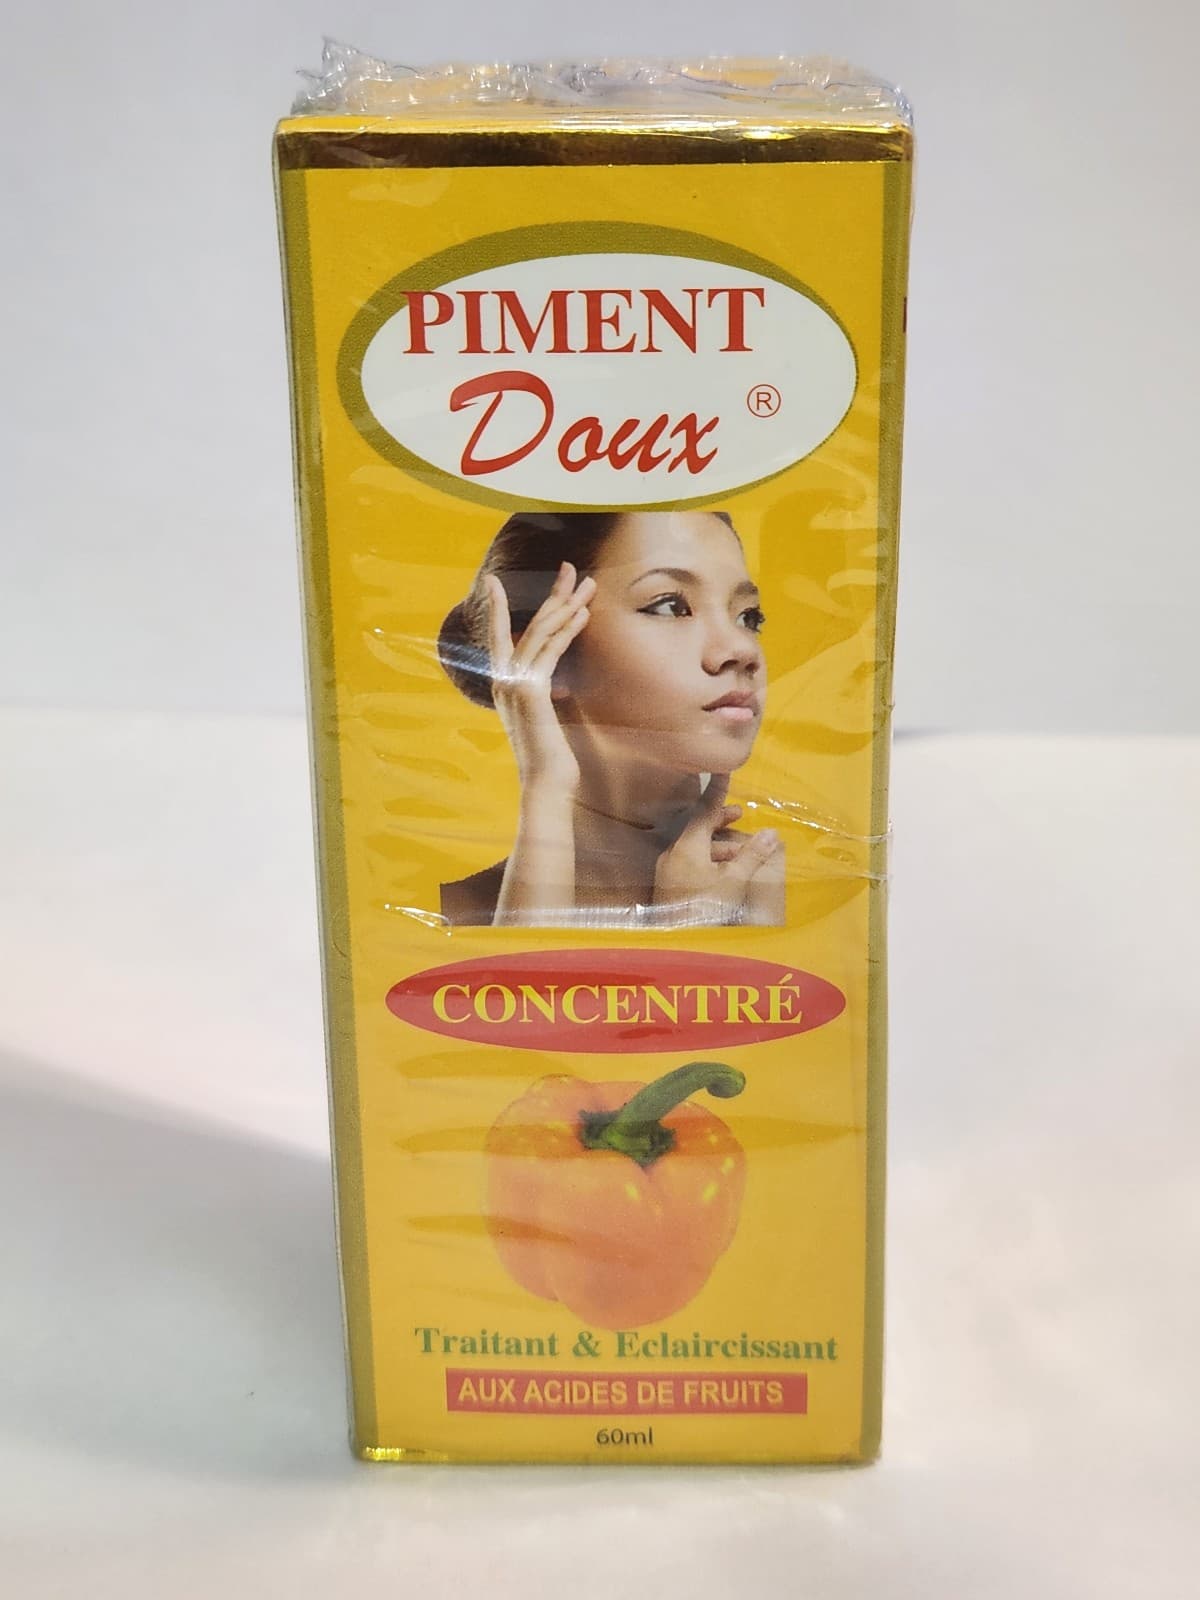 PIMENT
Doux ®
CONCENTRÉ
Traitant & Eclaircissant
AUX ACIDES DE FRUITS
60ml